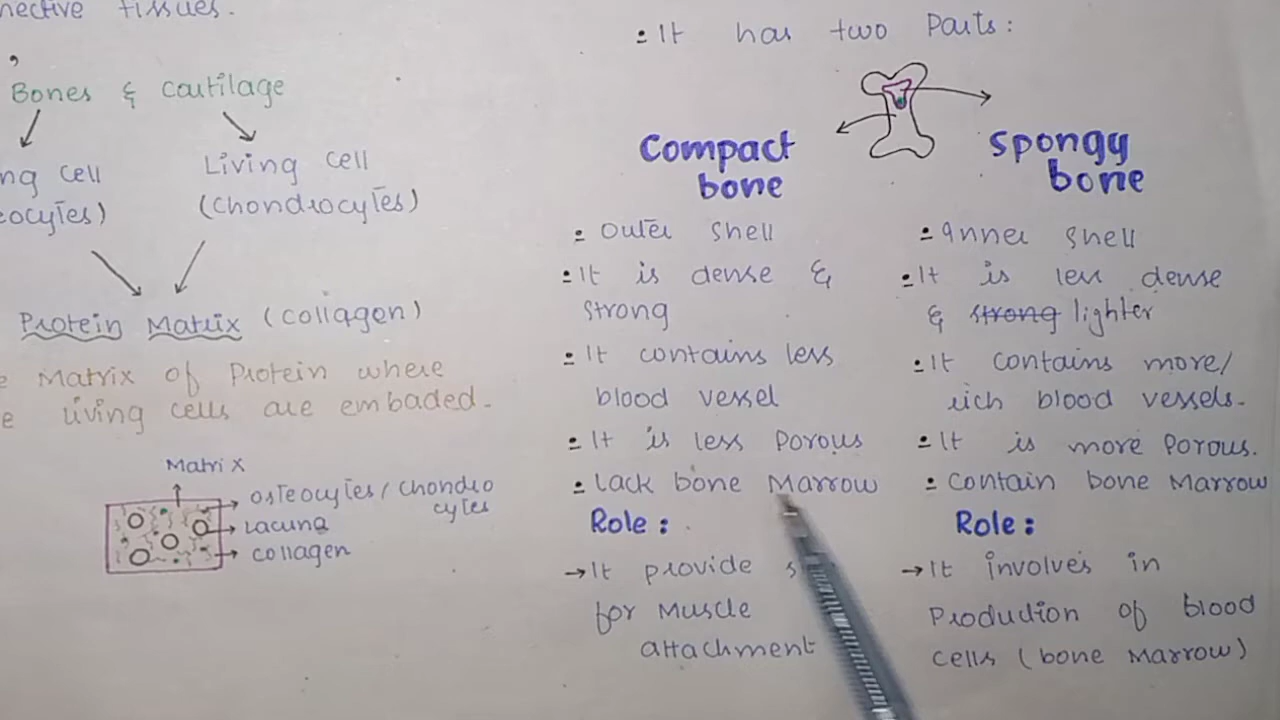 nective tissues.
Bones & cartilage
ng cell
Living cell
eocytes)
(chondrocytes)
Protein Matrix (collagen)
e Matrix of Protein where
e living cells are embaded.
Matrix
osteocytes/chondro
cytes
Lacuna
collagen
It has two Parts:
Compact
bone
:- outer shell
:- It is dense &
strong
:- It contains less
blood vessel
:- It is less Porous
:- Lack bone Marrow
Role:
→ It provide s
for Muscle
attachment
Spongy
bone
:- inner shell
:- It is less dense
& strong lighter
:- It contains more/
rich blood vessels.
:- It is more Porous.
:- contain bone Marrow
Role:
→ It involves in
Production of blood
cells (bone Marrow)